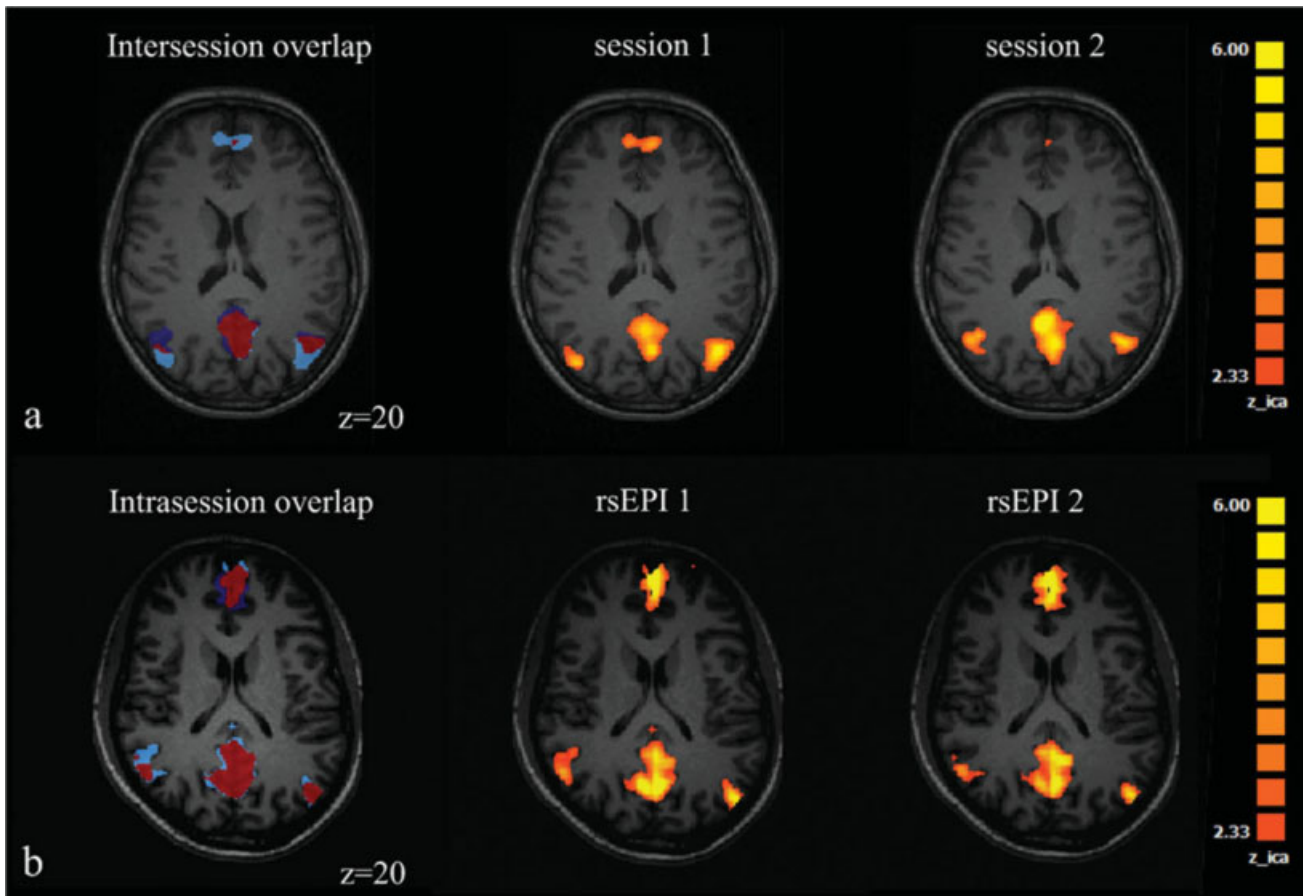 Intersession overlap
session 1
session 2
6.00
2.33
z_ica
a
z=20
Intrasession overlap
rsEPI 1
rsEPI 2
6.00
2.33
z_ica
b
z=20